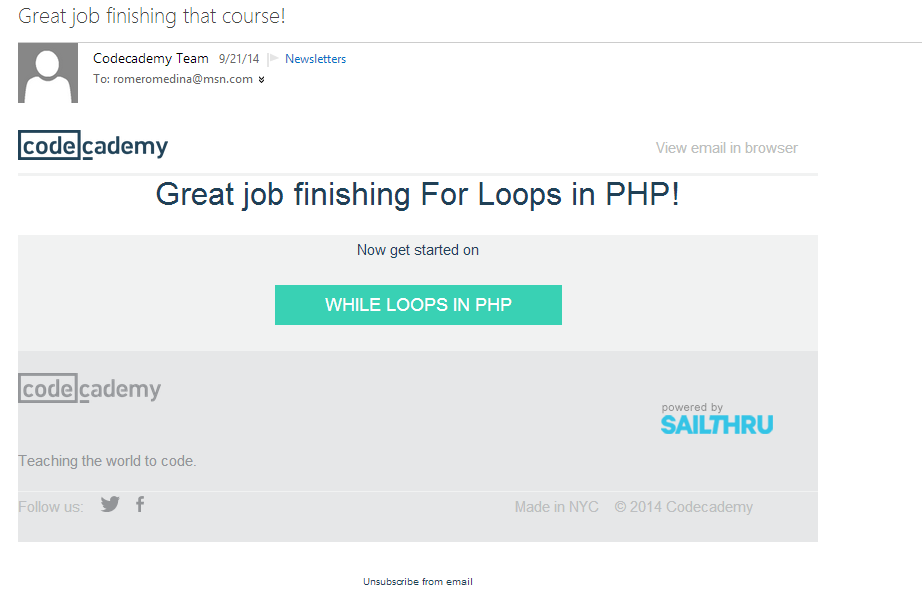 Great job finishing that course!
Codecademy Team 9/21/14 Newsletters
To: romeromedina@msn.com
codecademy
View email in browser
Great job finishing For Loops in PHP!
Now get started on
WHILE LOOPS IN PHP
codecademy
powered by
SAILTHRU
Teaching the world to code.
Follow us:
Made in NYC © 2014 Codecademy
Unsubscribe from email